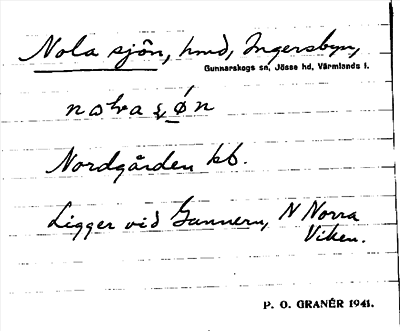 Nola sjön, hmd, Ingersbyn,
Gunnarskogs sn, Jösse hd, Värmlands l.
Nordgården kb.
Ligger vid Gunnern, N Norra
Viken.
P. O. GRANÉR 1941.